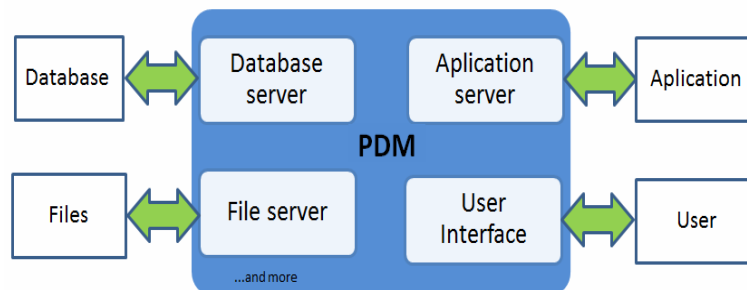 Database
Database
server
Aplication
server
Aplication
PDM
Files
File server
User
Interface
User
...and more